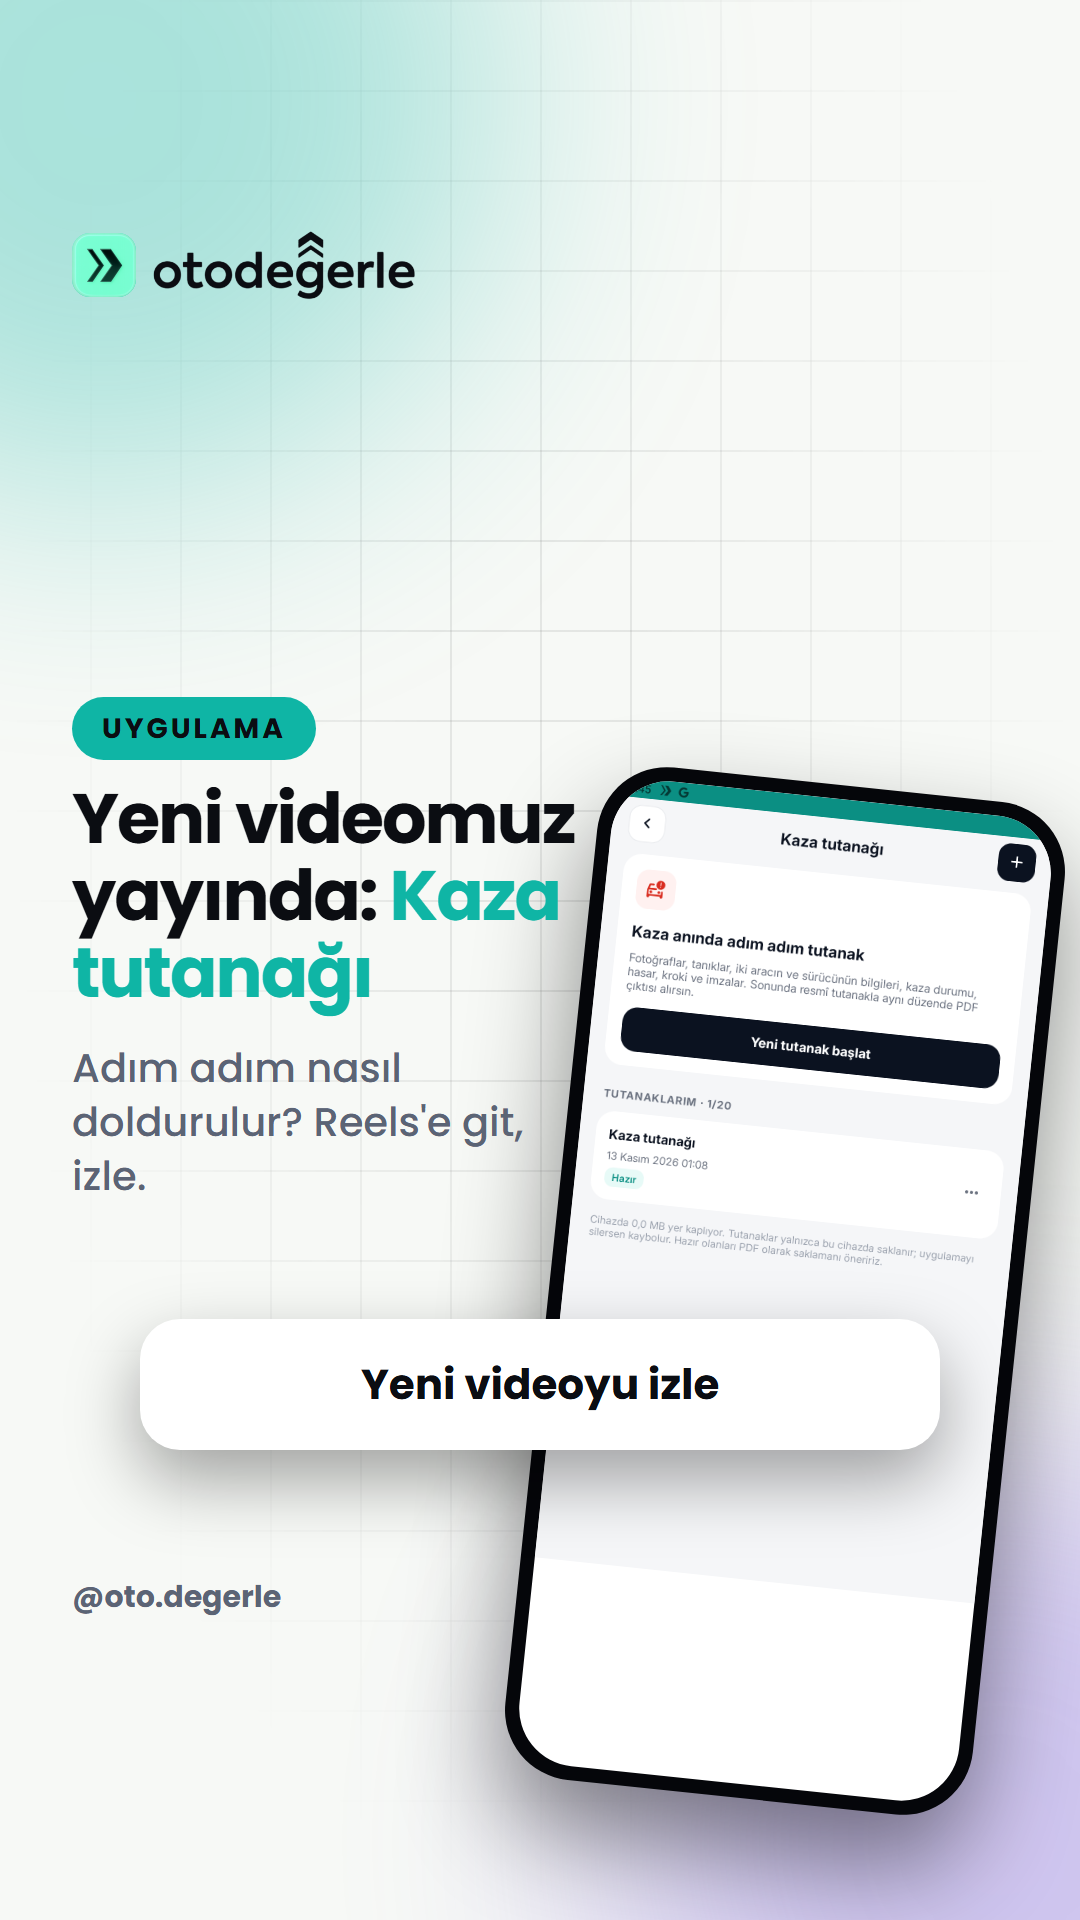 otodeğerle
UYGULAMA
Yeni videomuz
yayında: Kaza
tutanağı
Adım adım nasıl
doldurulur? Reels'e git,
izle.
G
Kaza tutanağı
Kaza anında adım adım tutanak
Fotoğraflar, tanıklar, iki aracın ve sürücünün bilgileri, kaza durumu,
hasar, kroki ve imzalar. Sonunda resmî tutanakla aynı düzende PDF
çıktısı alırsın.
Yeni tutanak başlat
TUTANAKLARIM · 1/20
Kaza tutanağı
13 Kasım 2026 01:08
Hazır
Cihazda 0,0 MB yer kaplıyor. Tutanaklar yalnızca bu cihazda saklanır; uygulamayı
silersen kaybolur. Hazır olanları PDF olarak saklamanı öneririz.
Yeni videoyu izle
@oto.degerle